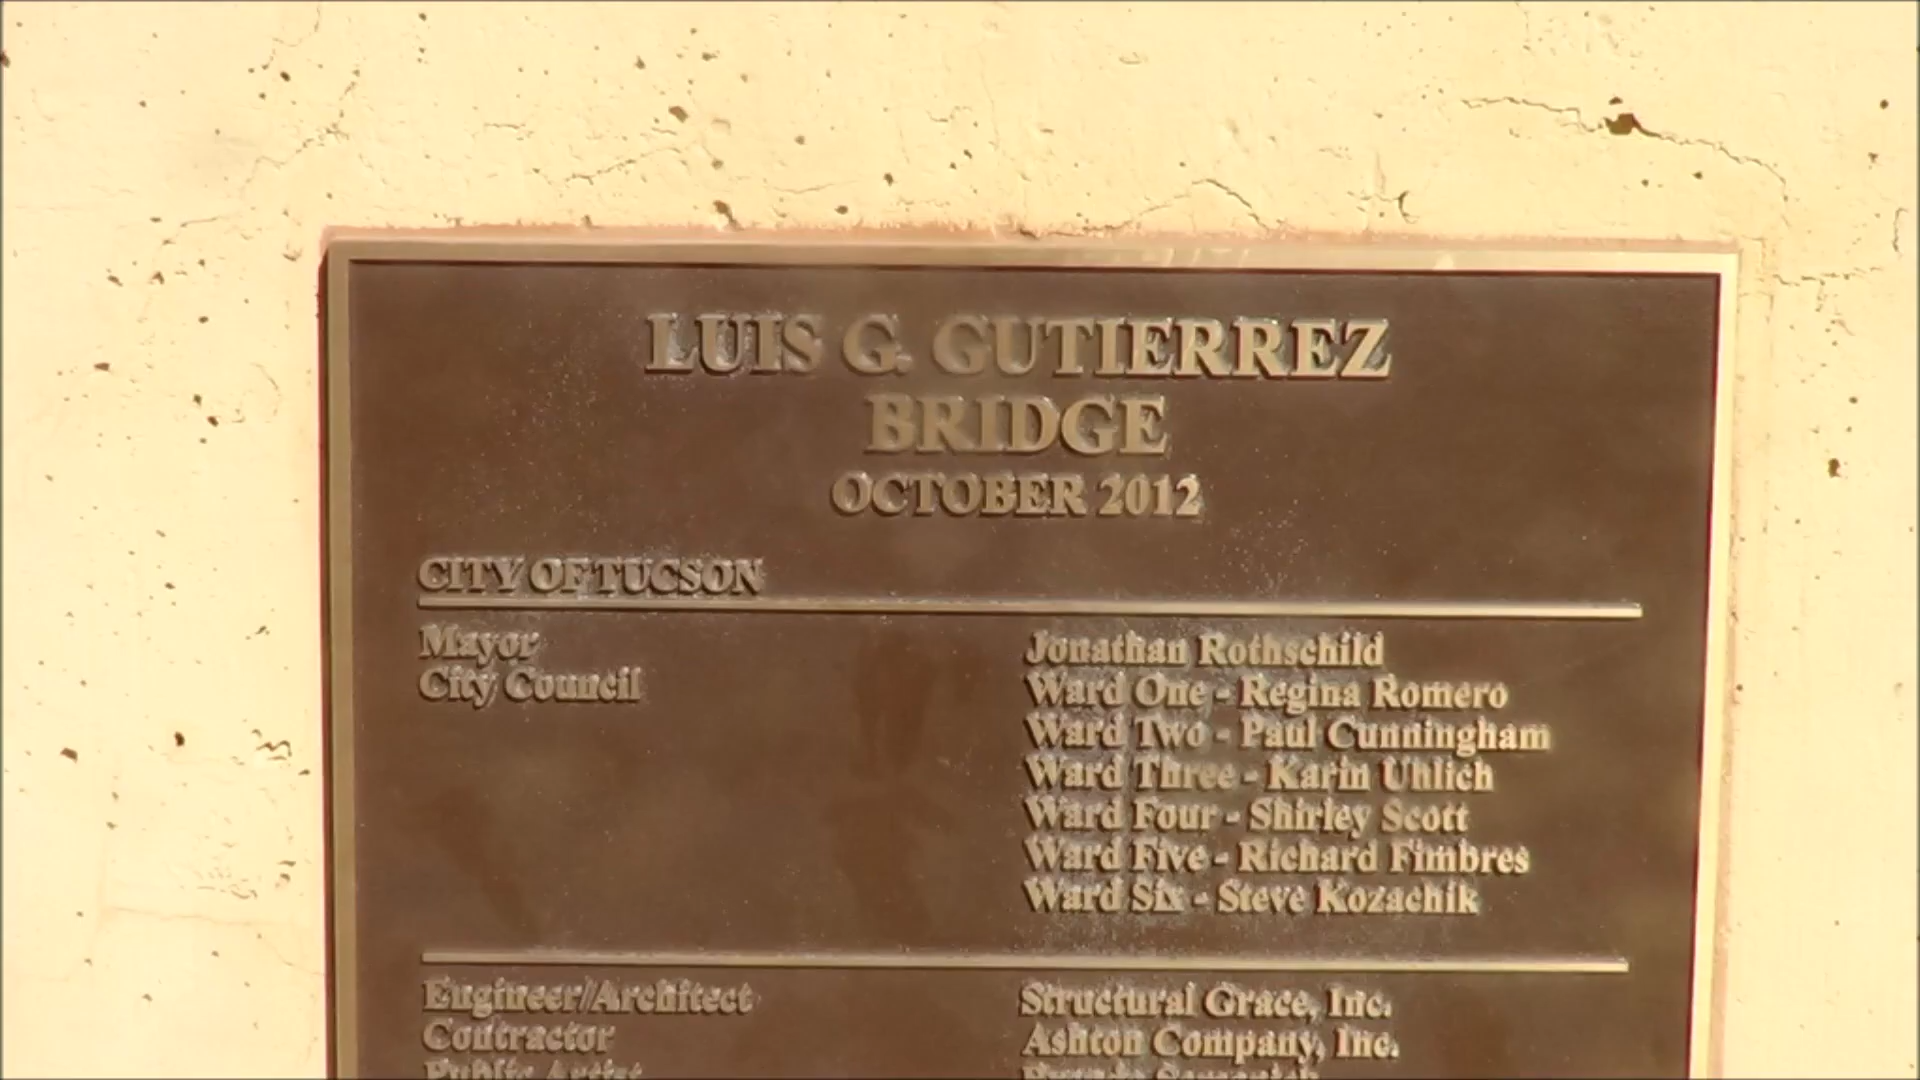 LUIS G. GUTIERREZ
BRIDGE
OCTOBER 2012
CITY OF TUCSON
Mayor Jonathan Rothschild
City Council Ward One - Regina Romero
Ward Two - Paul Cunningham
Ward Three - Karin Uhlich
Ward Four - Shirley Scott
Ward Five - Richard Fimbres
Ward Six - Steve Kozachik
Engineer/Architect Structural Grace, Inc.
Contractor Ashton Company, Inc.
Public Artist